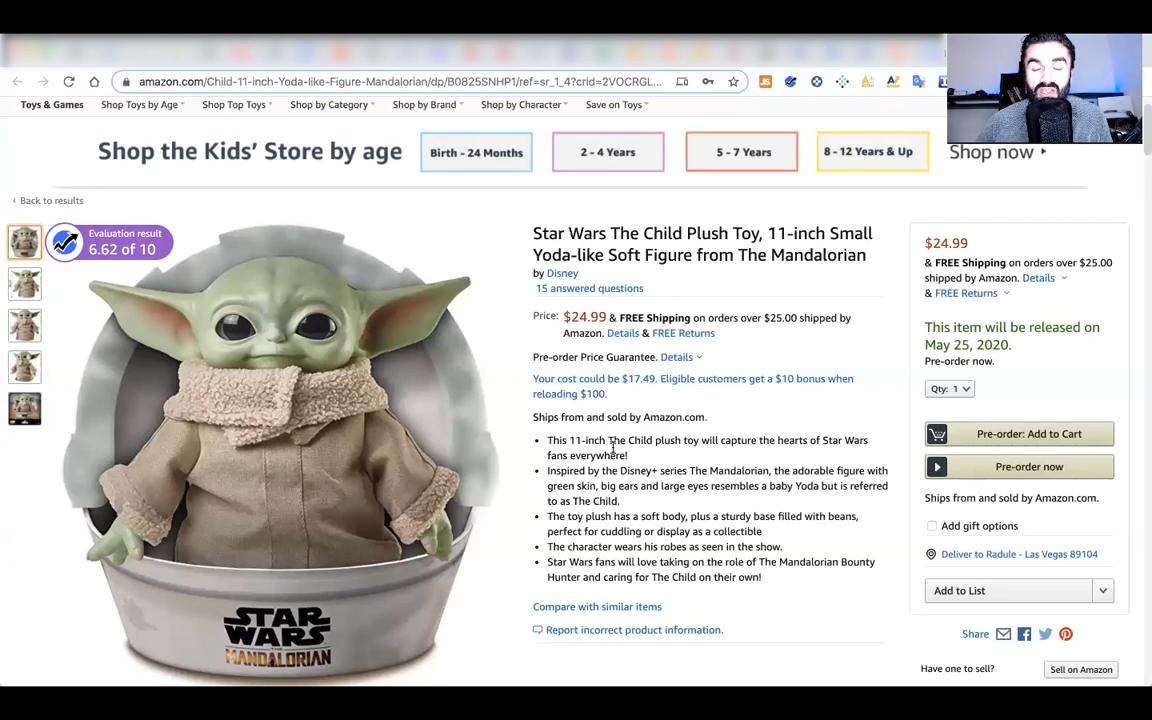 amazon.com/Child-11-inch-Yoda-like-Figure-Mandalorian/dp/B0825SNHP1/ref=sr_1_4?crid=2VOCRGL...
Toys & Games Shop Toys by Age Shop Top Toys Shop by Category Shop by Brand Shop by Character Save on Toys
Shop the Kids' Store by age Birth - 24 Months 2 - 4 Years 5 - 7 Years 8 - 12 Years & Up Shop now
‹ Back to results
Evaluation result
6.62 of 10
STAR
WARS
THE
MANDALORIAN
Star Wars The Child Plush Toy, 11-inch Small
Yoda-like Soft Figure from The Mandalorian
by Disney
15 answered questions
Price: $24.99 & FREE Shipping on orders over $25.00 shipped by
Amazon. Details & FREE Returns
Pre-order Price Guarantee. Details
Your cost could be $17.49. Eligible customers get a $10 bonus when
reloading $100.
Ships from and sold by Amazon.com.
• This 11-inch The Child plush toy will capture the hearts of Star Wars
fans everywhere!
• Inspired by the Disney+ series The Mandalorian, the adorable figure with
green skin, big ears and large eyes resembles a baby Yoda but is referred
to as The Child.
• The toy plush has a soft body, plus a sturdy base filled with beans,
perfect for cuddling or display as a collectible
• The character wears his robes as seen in the show.
• Star Wars fans will love taking on the role of The Mandalorian Bounty
Hunter and caring for The Child on their own!
Compare with similar items
Report incorrect product information.
$24.99
& FREE Shipping on orders over $25.00
shipped by Amazon. Details
& FREE Returns
This item will be released on
May 25, 2020.
Pre-order now.
Qty: 1
Pre-order: Add to Cart
Pre-order now
Ships from and sold by Amazon.com.
Add gift options
Deliver to Radule - Las Vegas 89104
Add to List
Share
Have one to sell? Sell on Amazon